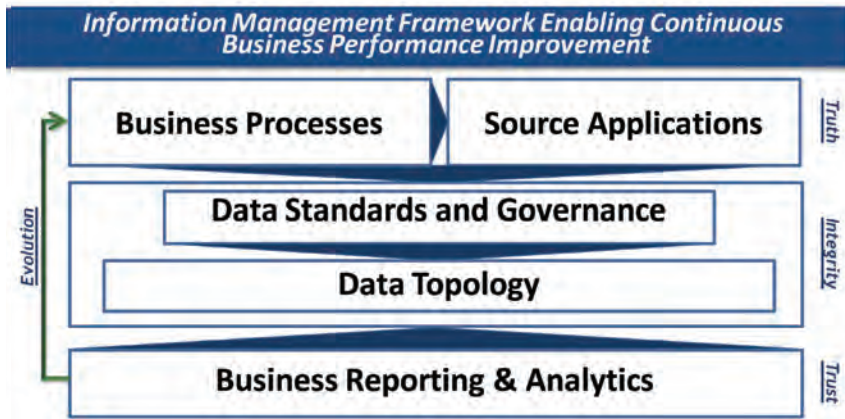 Information Management Framework Enabling Continuous
Business Performance Improvement
Business Processes
Source Applications
Truth
Data Standards and Governance
Data Topology
Integrity
Evolution
Business Reporting & Analytics
Trust